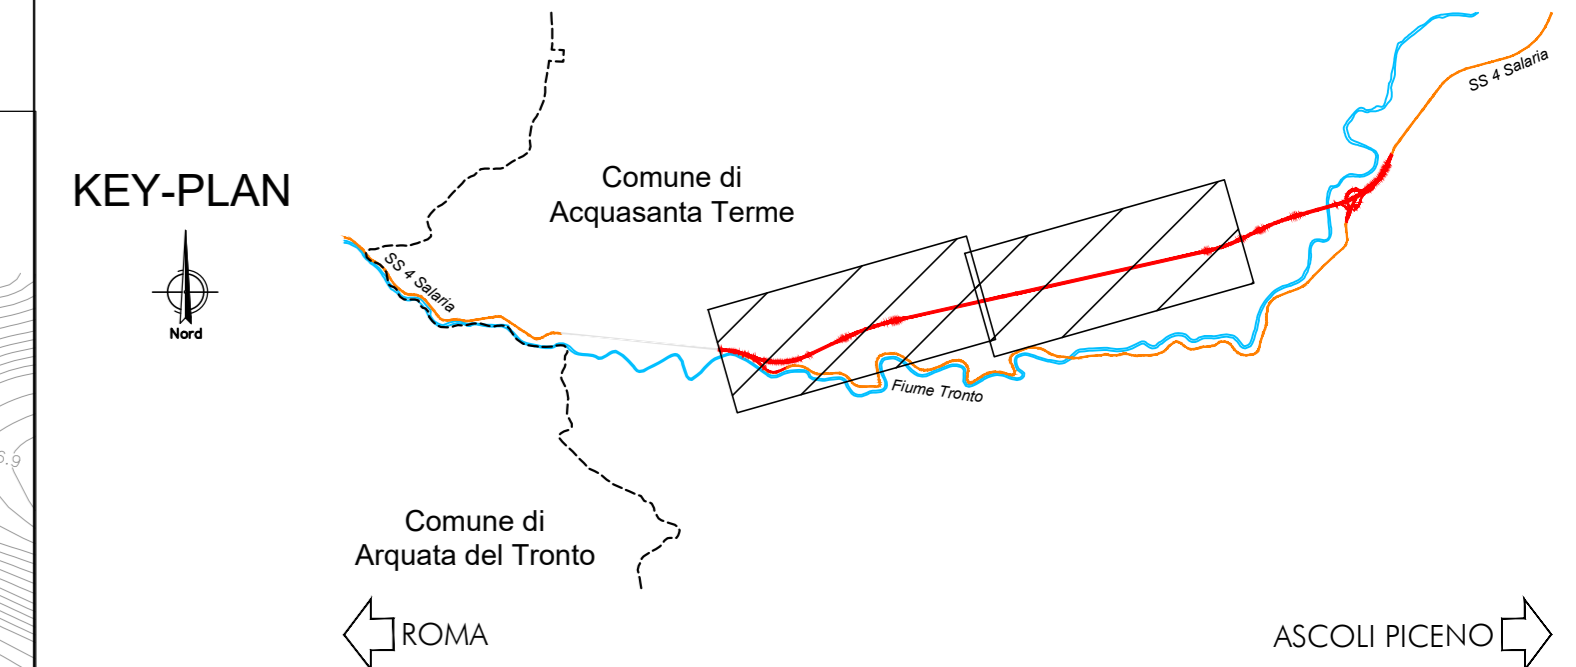 SS 4 Salaria
KEY-PLAN
Comune di
Acquasanta Terme
SS 4 Salaria
Nord
Fiume Tronto
Comune di
Arquata del Tronto
ROMA
ASCOLI PICENO